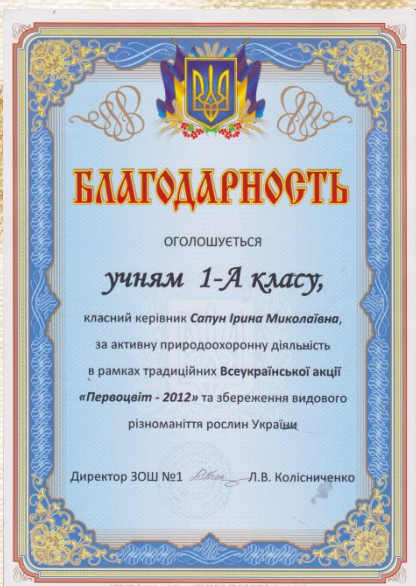 БЛАГОДАРНОСТЬ
ОГОЛОШУЄТЬСЯ
учням 1-А класу,
класний керівник Сапун Ірина Миколаївна,
за активну природоохоронну діяльність
в рамках традиційних Всеукраїнської акції
«Первоцвіт - 2012» та збереження видового
різноманіття рослин України
Директор ЗОШ №1 Л.В. Колісниченко